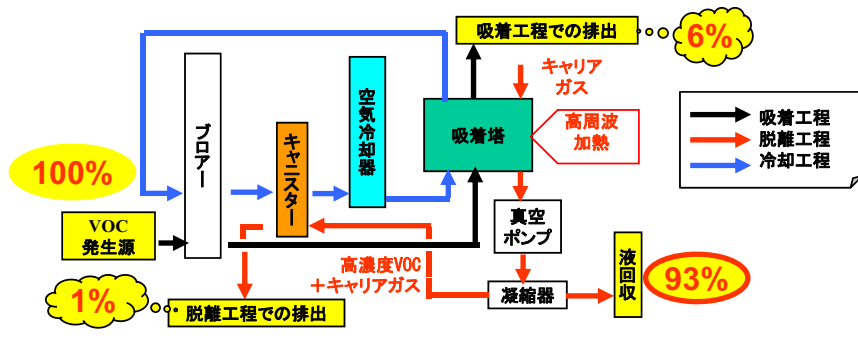 吸着工程での排出
6%
キャリア
ガス
空気冷却器
ブロアー
キャニスター
吸着塔
高周波
加熱
吸着工程
脱離工程
冷却工程
100%
VOC
発生源
真空
ポンプ
高濃度VOC
+キャリアガス
凝縮器
液回収
93%
1%
脱離工程での排出